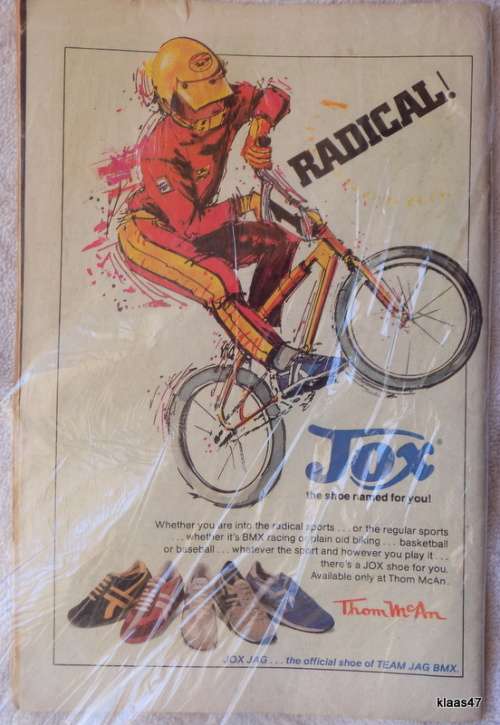 RADICAL!
1
Jox
the shoe named for you!
Whether you are into the radical sports . . . or the regular sports
. . . whether it's BMX racing or plain old biking . . . basketball
or baseball . . . whatever the sport and however you play it . . .
there's a JOX shoe for you.
Available only at Thom McAn.
Thom McAn
JOX JAG . . . the official shoe of TEAM JAG BMX.
klaas47